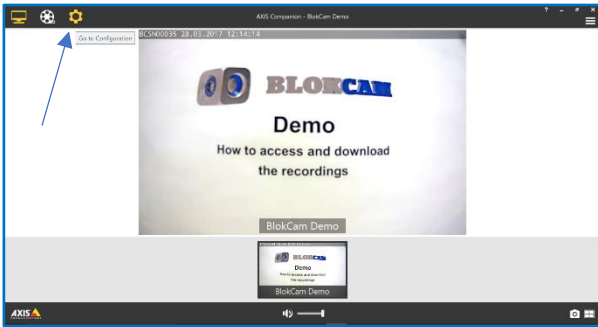 AXIS Companion - BlokCam Demo
?
Go to Configuration
BCSN00035 28.03.2017 12:14:14
BLOKCAM
Demo
How to access and download
the recordings
BlokCam Demo
BLOKCAM
Demo
How to access and download
the recordings
BlokCam Demo
AXIS